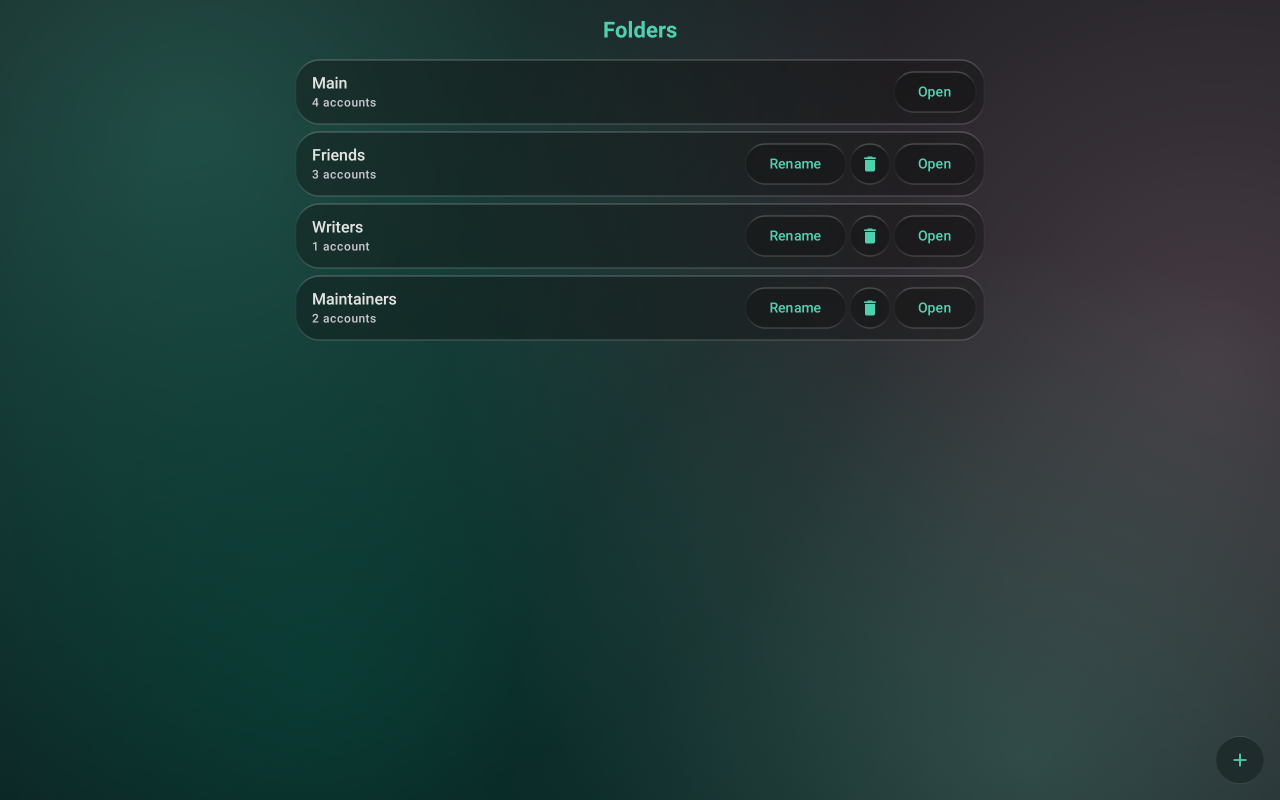 Folders
Main
4 accounts
Open
Friends
3 accounts
Rename
Open
Writers
1 account
Rename
Open
Maintainers
2 accounts
Rename
Open